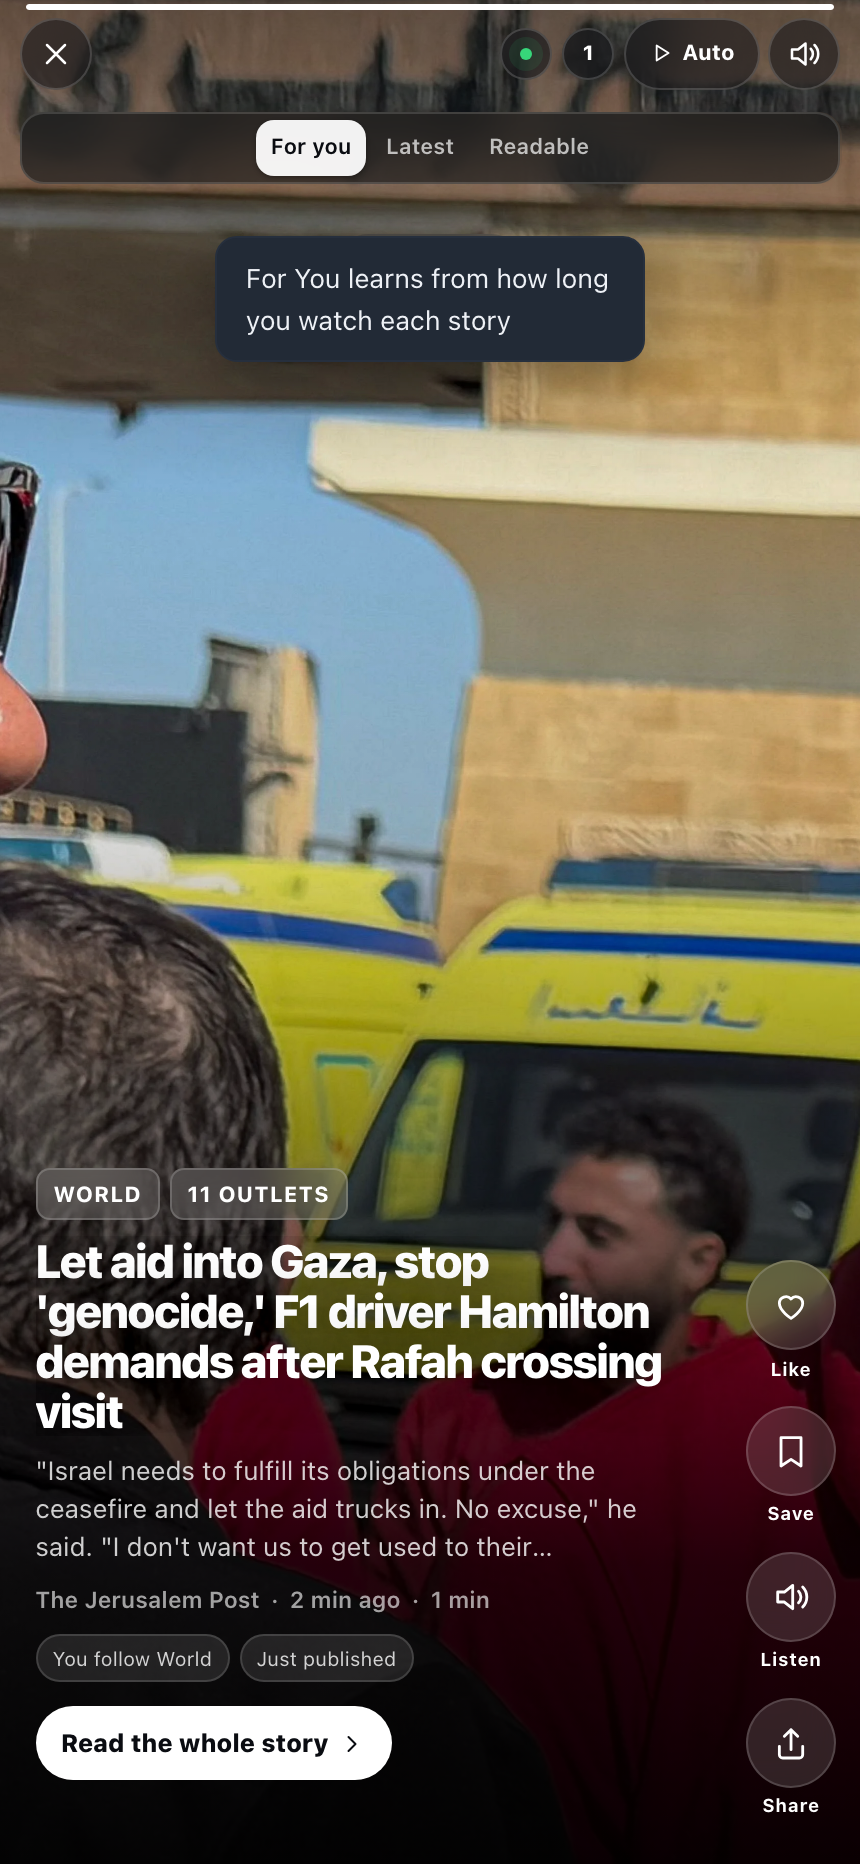 1
Auto
For you
Latest
Readable
For You learns from how long
you watch each story
WORLD
11 OUTLETS
Let aid into Gaza, stop
'genocide,' F1 driver Hamilton
demands after Rafah crossing
visit
"Israel needs to fulfill its obligations under the
ceasefire and let the aid trucks in. No excuse," he
said. "I don't want us to get used to their...
The Jerusalem Post · 2 min ago · 1 min
You follow World
Just published
Read the whole story
Like
Save
Listen
Share